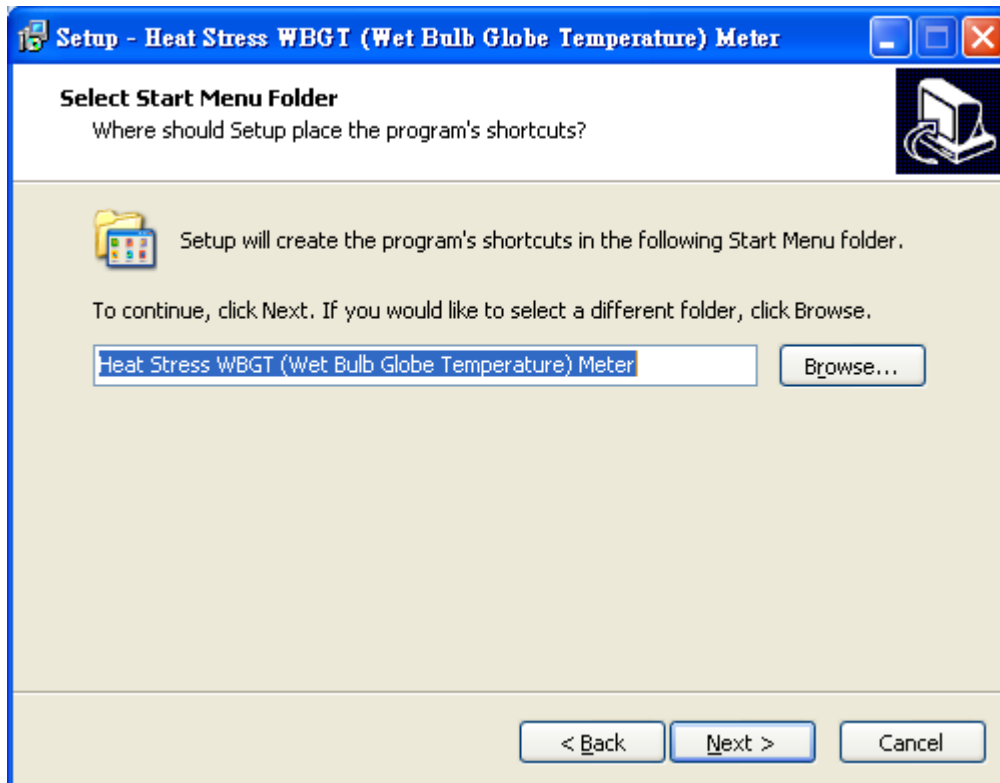 Setup - Heat Stress WBGT (Wet Bulb Globe Temperature) Meter
Select Start Menu Folder
Where should Setup place the program's shortcuts?
Setup will create the program's shortcuts in the following Start Menu folder.
To continue, click Next. If you would like to select a different folder, click Browse.
Heat Stress WBGT (Wet Bulb Globe Temperature) Meter
Browse...
< Back
Next >
Cancel